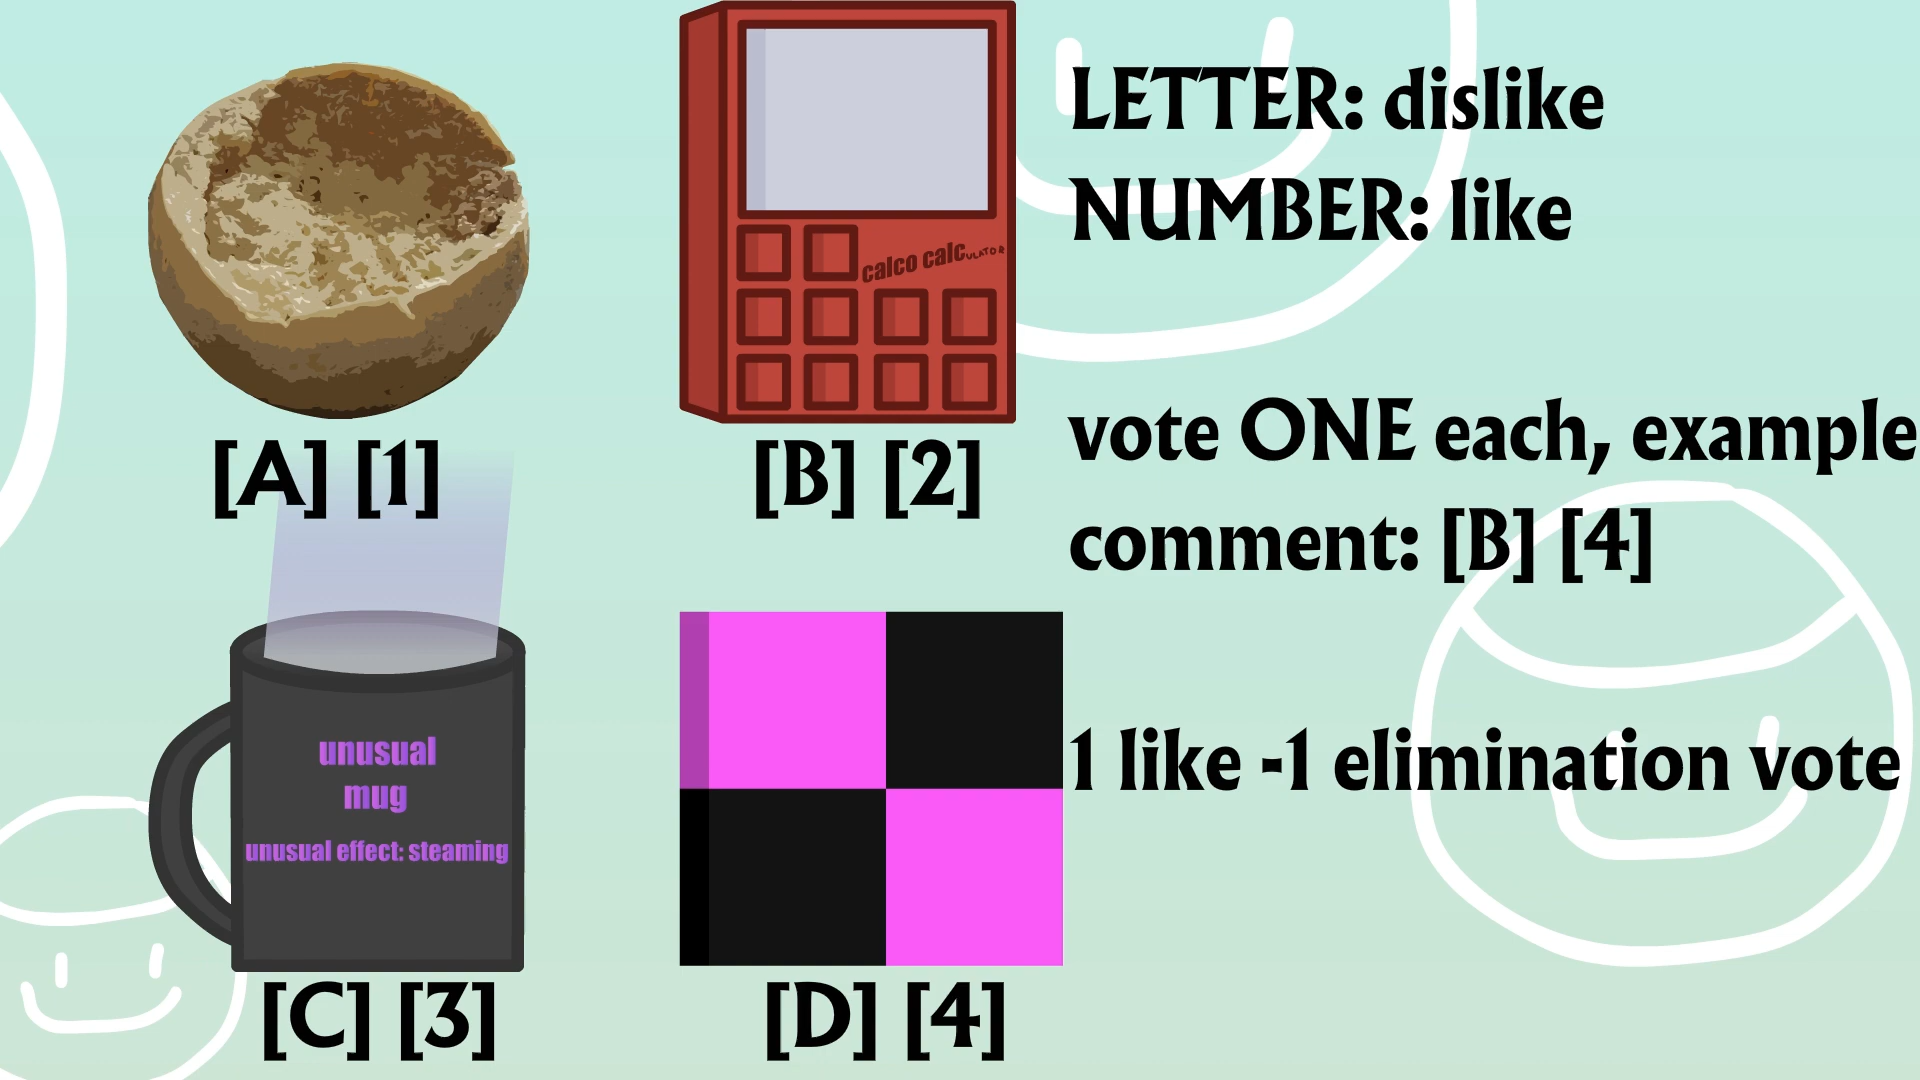 LETTER: dislike
NUMBER: like
calco calculator
[A] [1]
[B] [2]
vote ONE each, example
comment: [B] [4]
unusual
mug
unusual effect: steaming
1 like -1 elimination vote
[C] [3]
[D] [4]